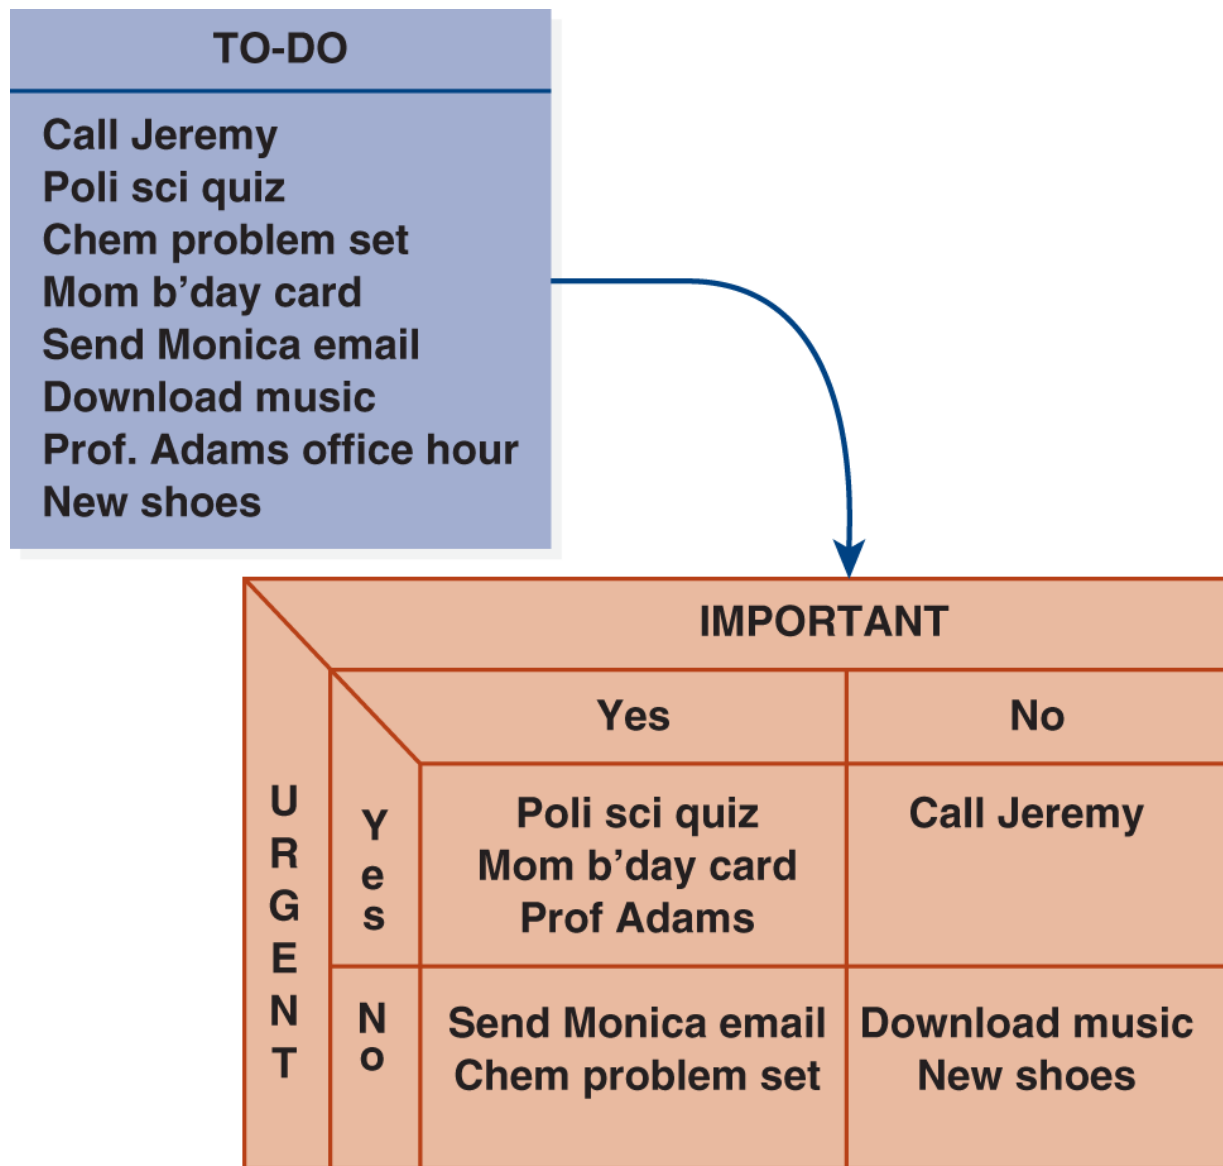 TO-DO
Call Jeremy
Poli sci quiz
Chem problem set
Mom b’day card
Send Monica email
Download music
Prof. Adams office hour
New shoes
IMPORTANT
Yes
No
URGENT
Yes
Poli sci quiz
Mom b’day card
Prof Adams
Call Jeremy
No
Send Monica email
Chem problem set
Download music
New shoes